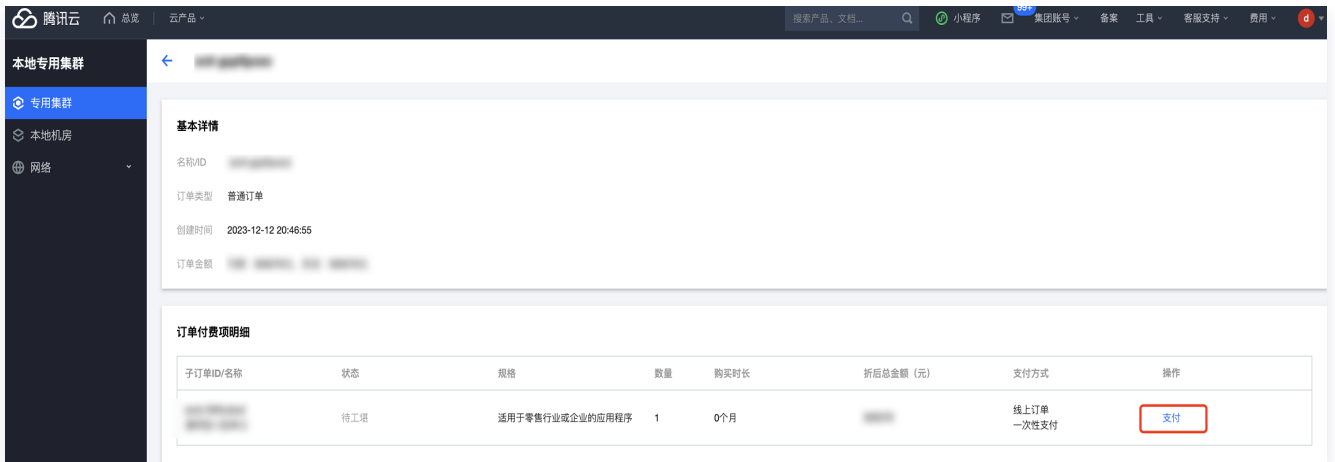 腾讯云 总览 云产品 搜索产品、文档... 小程序 99+ 集团账号 备案 工具 客服支持 费用 d
本地专用集群
专用集群
本地机房
网络
基本详情
名称/ID
订单类型 普通订单
创建时间 2023-12-12 20:46:55
订单金额
订单付费项明细
子订单ID/名称 状态 规格 数量 购买时长 折后总金额（元） 支付方式 操作
待工堪 适用于零售行业或企业的应用程序 1 0个月 线上订单 支付
一次性支付